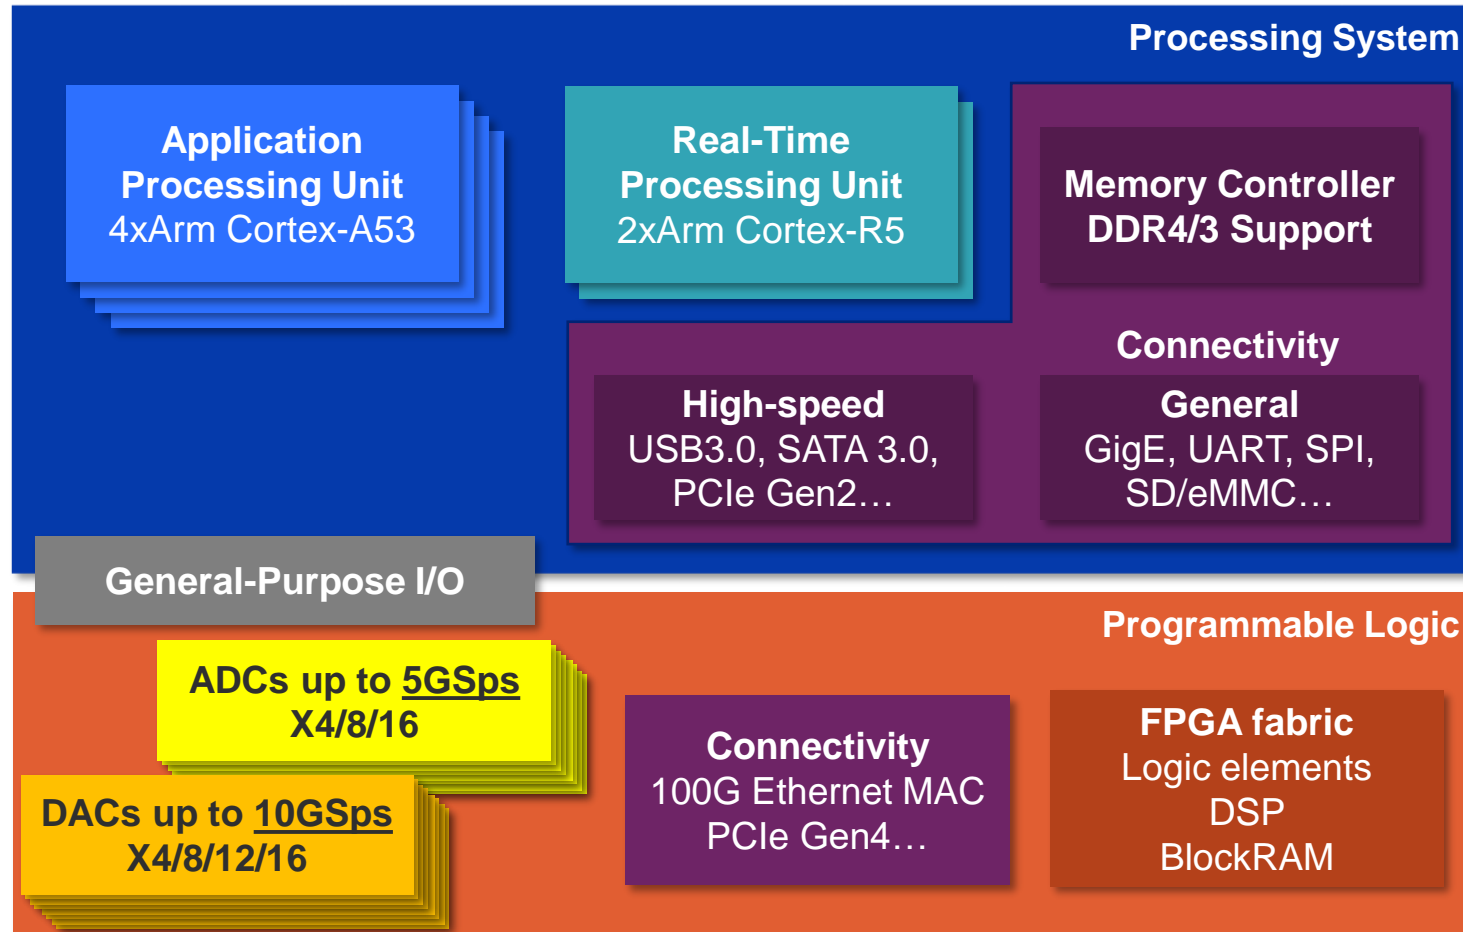 Processing System
Application
Processing Unit
4xArm Cortex-A53
Real-Time
Processing Unit
2xArm Cortex-R5
Memory Controller
DDR4/3 Support
Connectivity
High-speed
USB3.0, SATA 3.0,
PCIe Gen2…
General
GigE, UART, SPI,
SD/eMMC…
General-Purpose I/O
Programmable Logic
ADCs up to 5GSps
X4/8/16
DACs up to 10GSps
X4/8/12/16
Connectivity
100G Ethernet MAC
PCIe Gen4…
FPGA fabric
Logic elements
DSP
BlockRAM